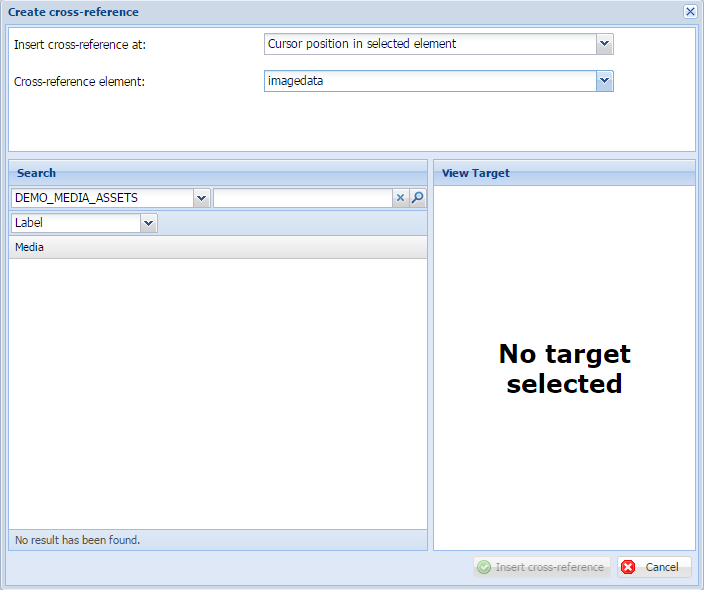 Create cross-reference
Insert cross-reference at:
Cursor position in selected element
Cross-reference element:
imagedata
Search
DEMO_MEDIA_ASSETS
Label
Media
No result has been found.
View Target
No target
selected
Insert cross-reference
Cancel